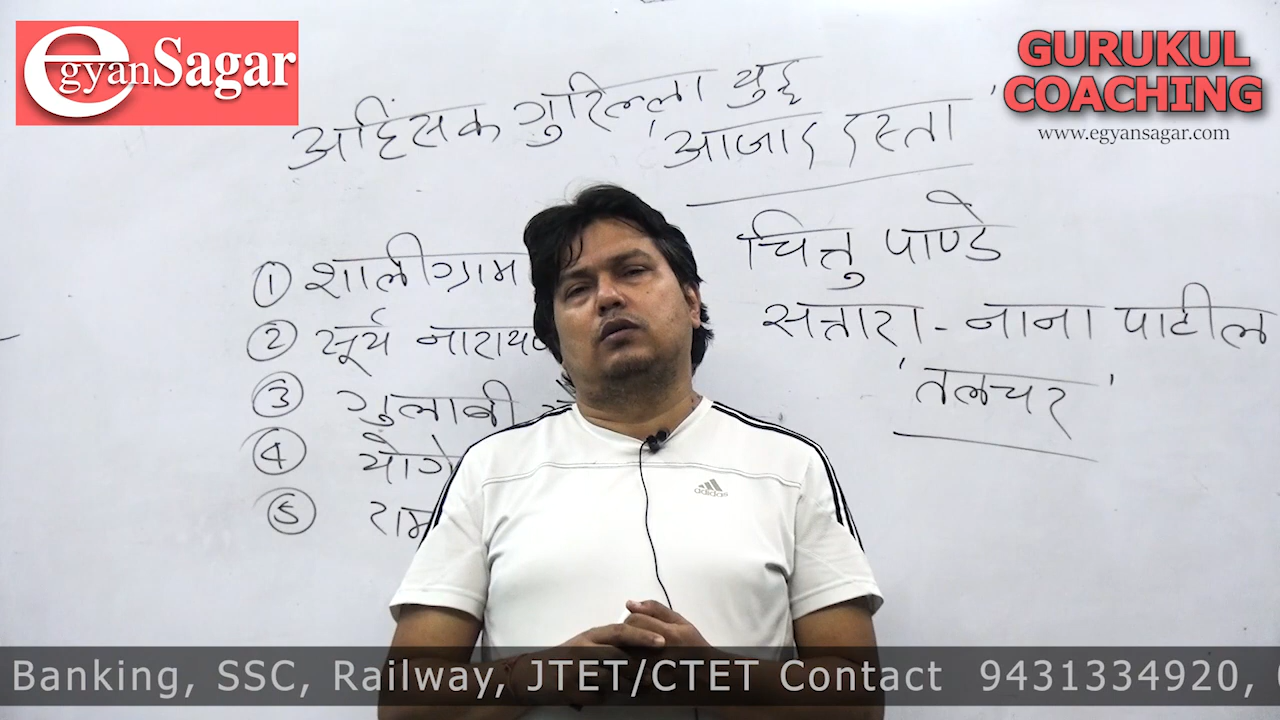 egyanSagar
GURUKUL
COACHING
www.egyansagar.com
अहिंसक गुरिल्ला युद्ध
'आजाद दस्ता'
① शालीग्राम
② सूर्य नारायण
③ गुलाबी
④ योगे
⑤ राम
चित्तु पाण्डे
सत्तारा - नाना पाटील
'तलचर'
adidas
Banking, SSC, Railway, JTET/CTET Contact 9431334920,